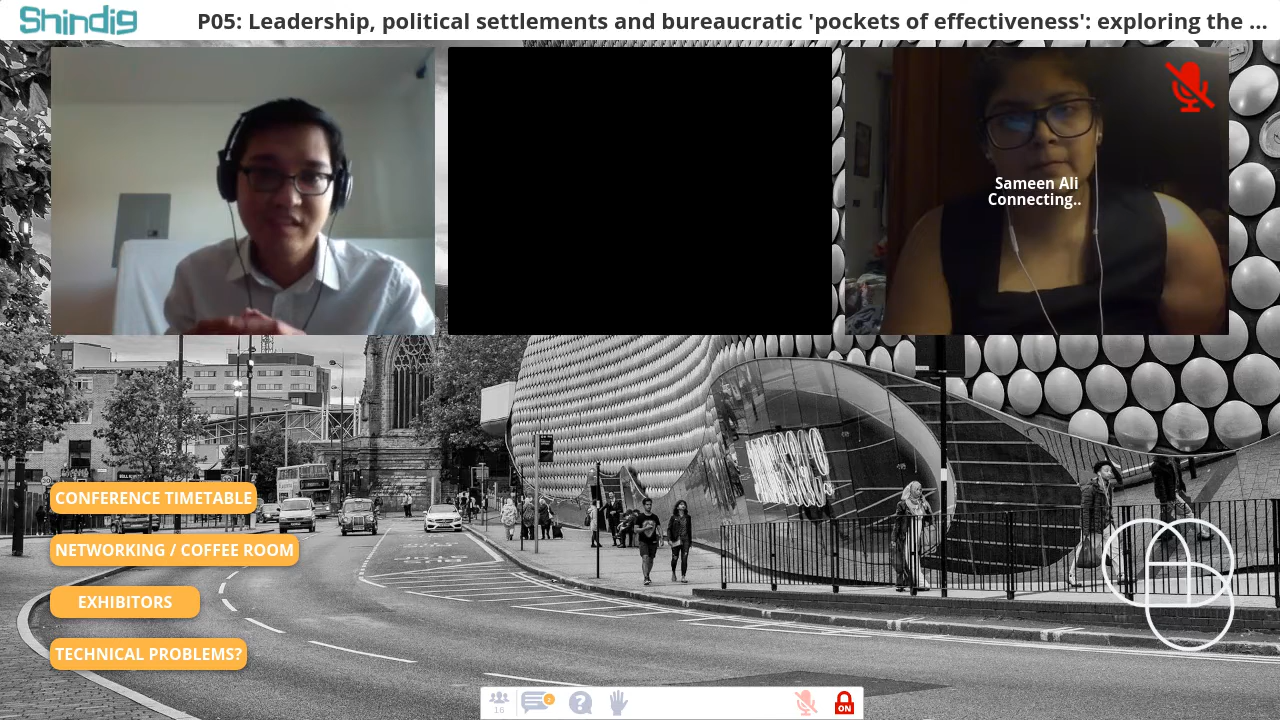 Shindig
P05: Leadership, political settlements and bureaucratic 'pockets of effectiveness': exploring the ...
Sameen Ali
Connecting..
CONFERENCE TIMETABLE
NETWORKING / COFFEE ROOM
EXHIBITORS
TECHNICAL PROBLEMS?
16
ON